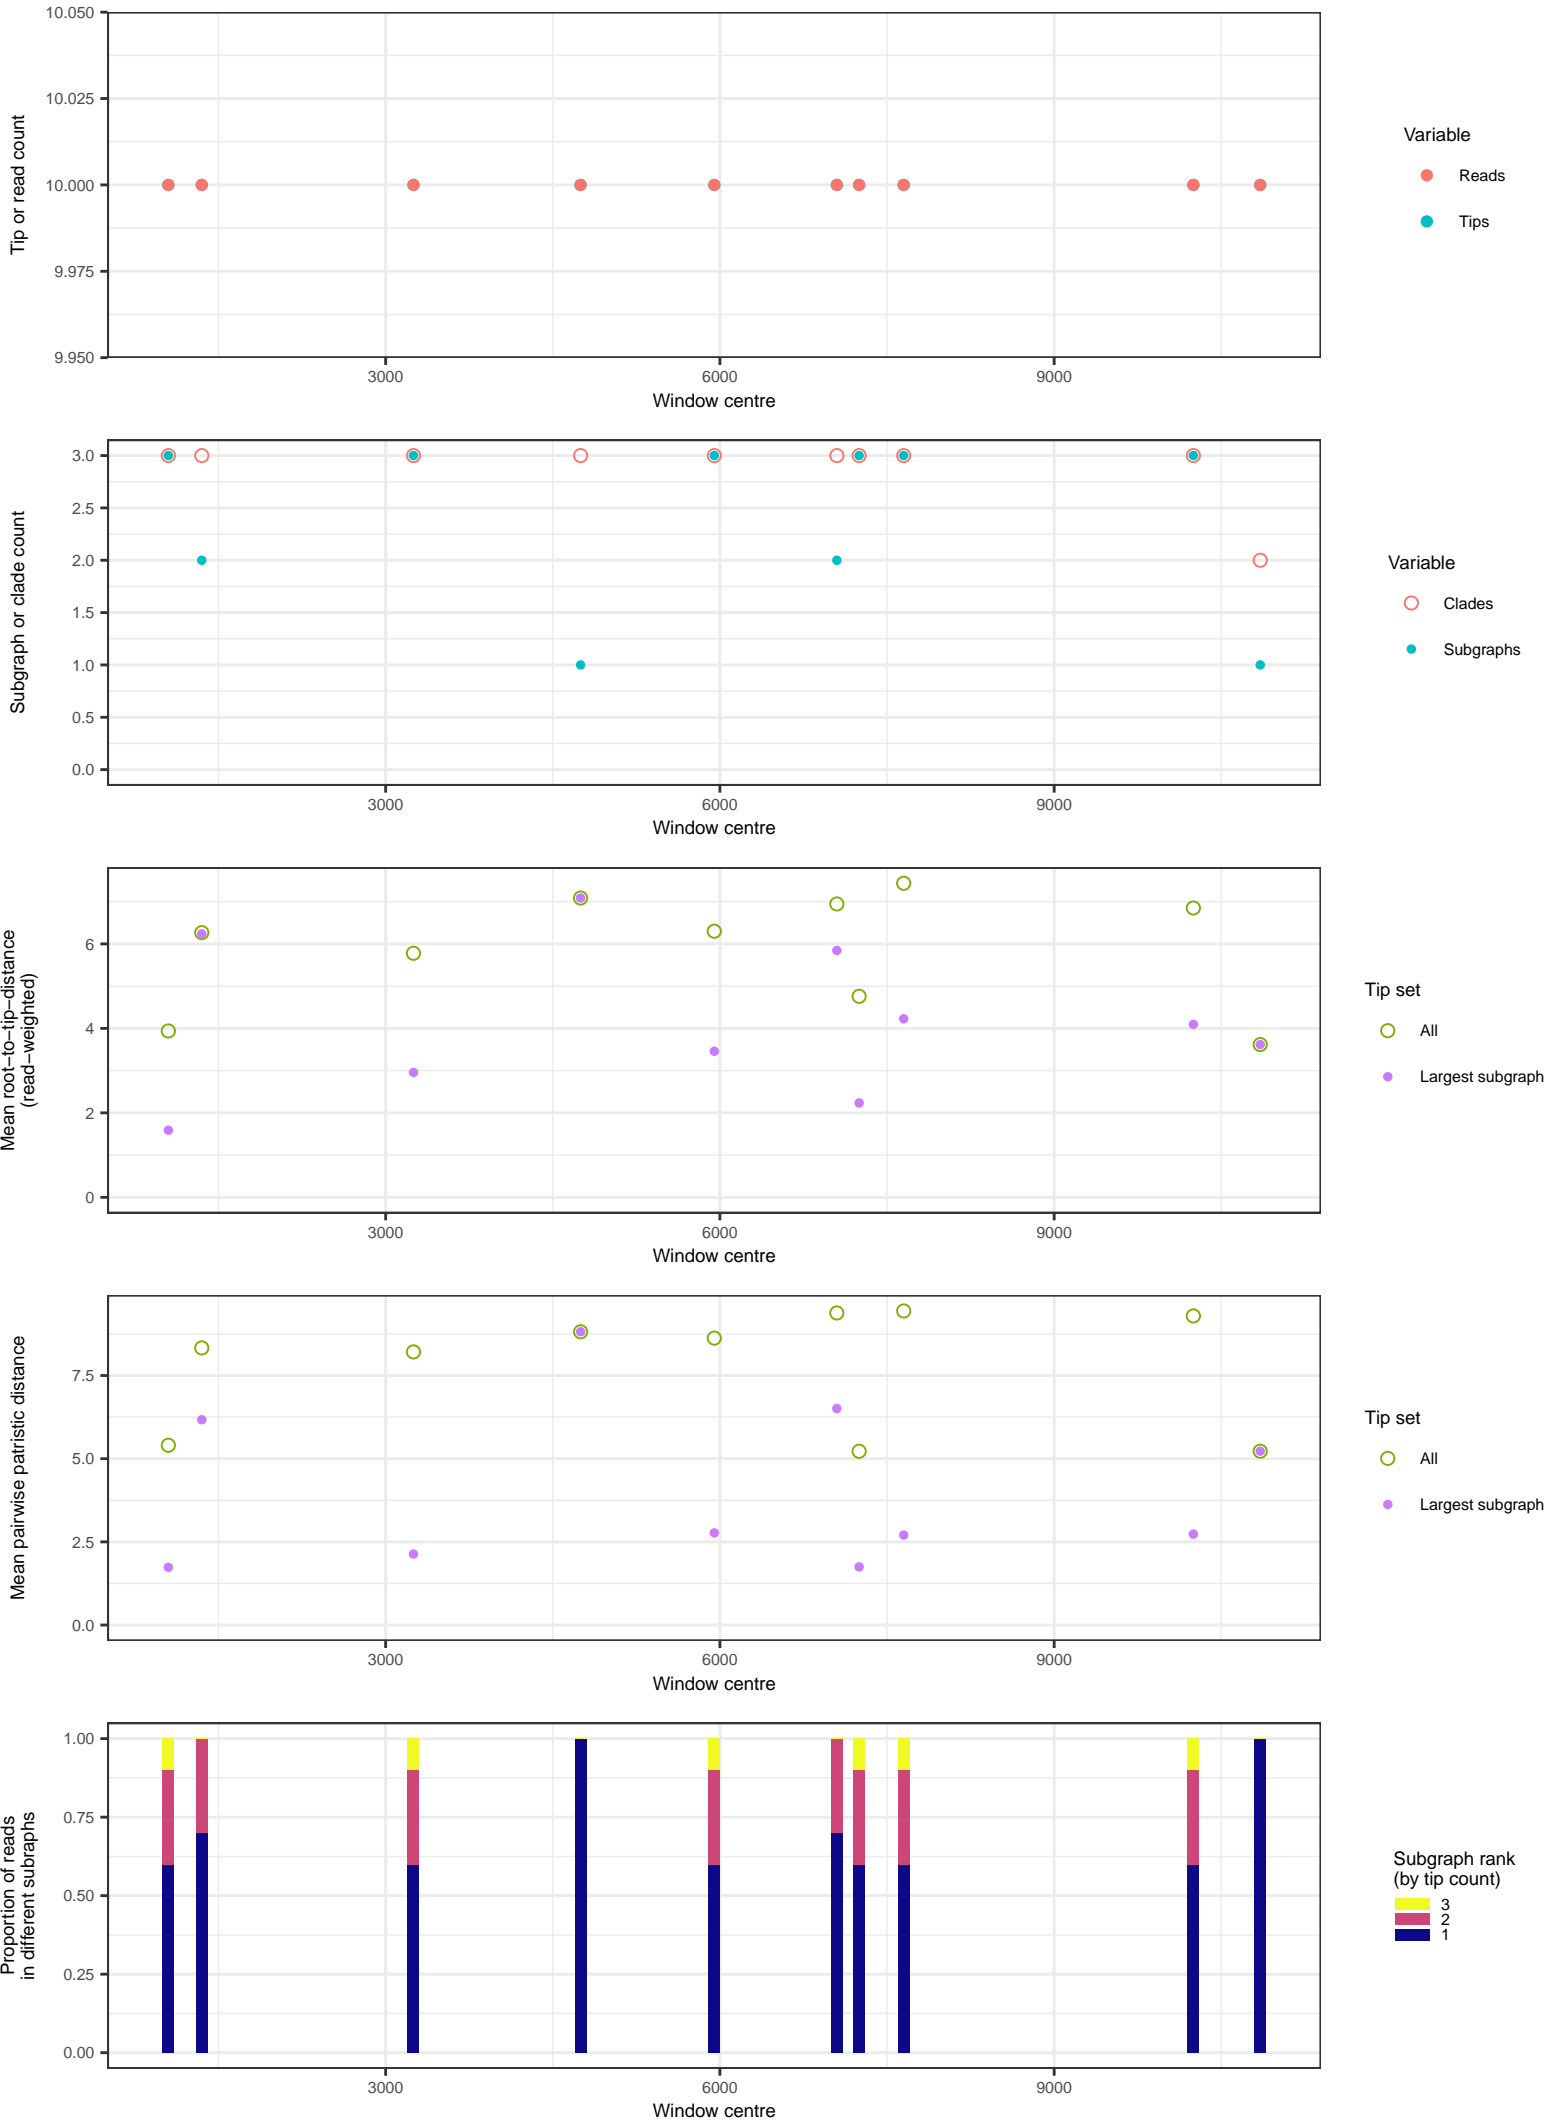 10.050
10.025
10.000
9.975
9.950
Tip or read count
3000 6000 9000
Window centre
Variable
Reads
Tips
3.0
2.5
2.0
1.5
1.0
0.5
0.0
Subgraph or clade count
3000 6000 9000
Window centre
Variable
Clades
Subgraphs
6
4
2
0
Mean root−to−tip−distance
(read−weighted)
3000 6000 9000
Window centre
Tip set
All
Largest subgraph
7.5
5.0
2.5
0.0
Mean pairwise patristic distance
3000 6000 9000
Window centre
Tip set
All
Largest subgraph
1.00
0.75
0.50
0.25
0.00
Proportion of reads
in different subraphs
3000 6000 9000
Window centre
Subgraph rank
(by tip count)
3
2
1